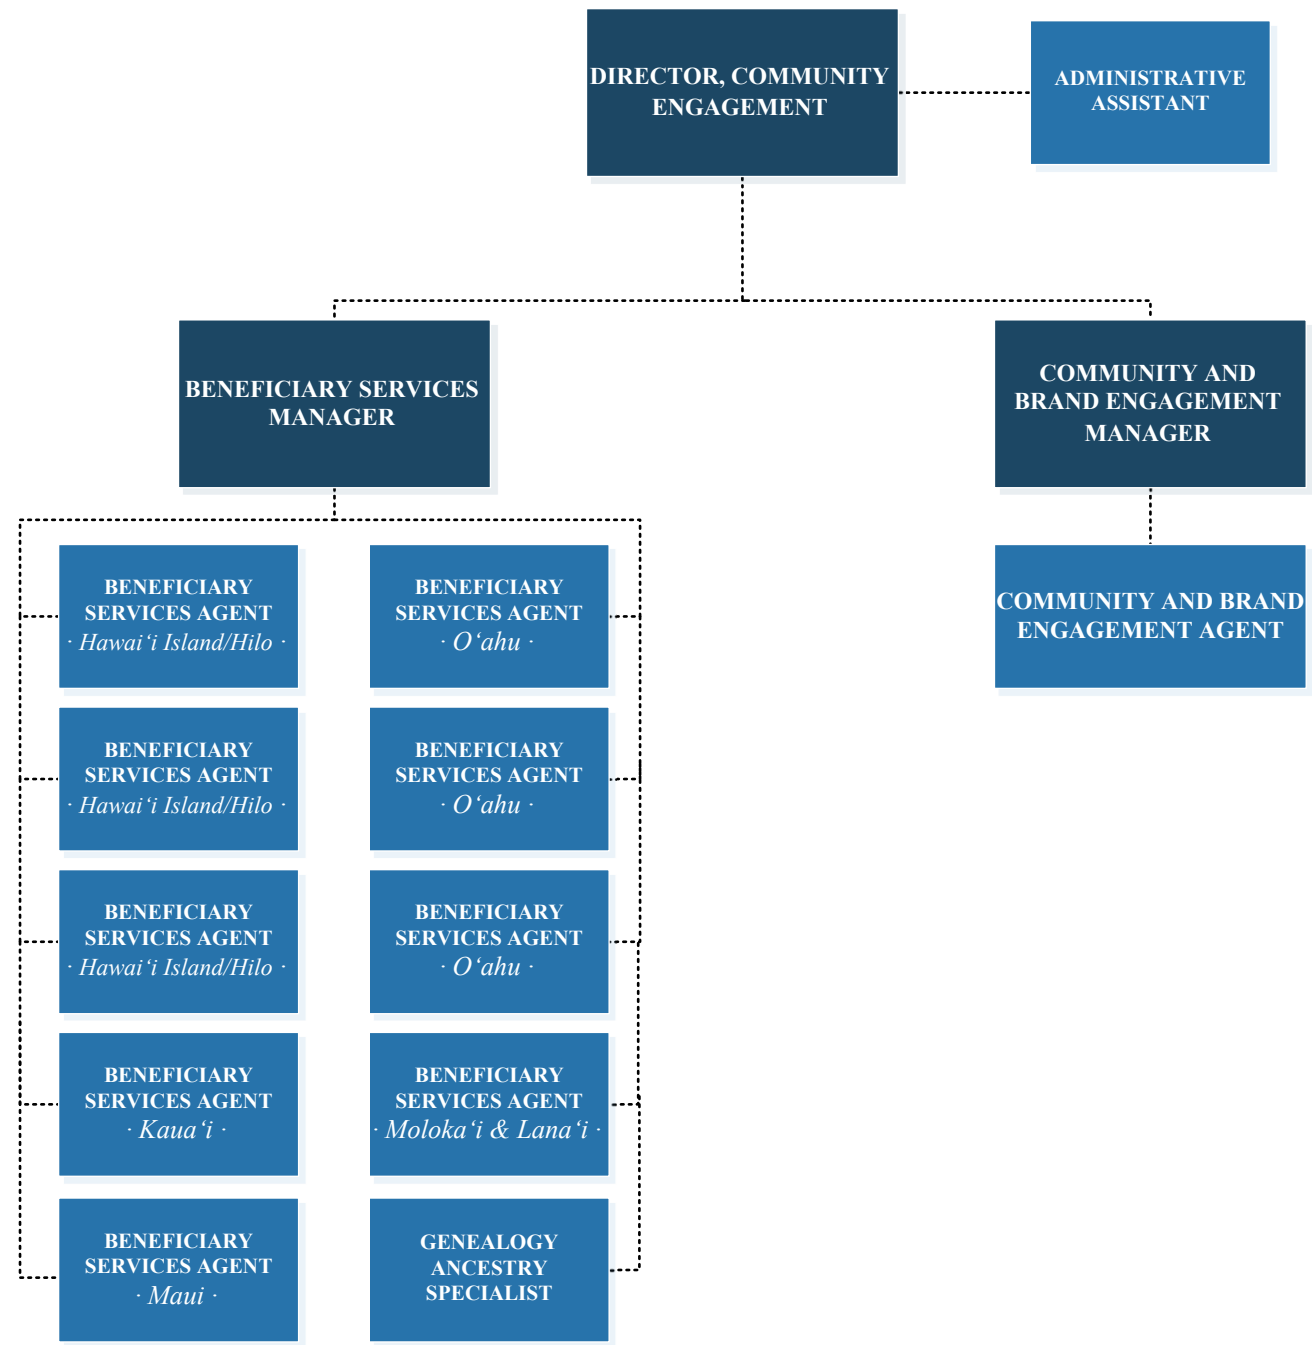 DIRECTOR, COMMUNITY
ENGAGEMENT
ADMINISTRATIVE
ASSISTANT
BENEFICIARY SERVICES
MANAGER
COMMUNITY AND
BRAND ENGAGEMENT
MANAGER
BENEFICIARY
SERVICES AGENT
· Hawaiʻi Island/Hilo ·
BENEFICIARY
SERVICES AGENT
· Oʻahu ·
COMMUNITY AND BRAND
ENGAGEMENT AGENT
BENEFICIARY
SERVICES AGENT
· Hawaiʻi Island/Hilo ·
BENEFICIARY
SERVICES AGENT
· Oʻahu ·
BENEFICIARY
SERVICES AGENT
· Hawaiʻi Island/Hilo ·
BENEFICIARY
SERVICES AGENT
· Oʻahu ·
BENEFICIARY
SERVICES AGENT
· Kauaʻi ·
BENEFICIARY
SERVICES AGENT
· Molokaʻi & Lanaʻi ·
BENEFICIARY
SERVICES AGENT
· Maui ·
GENEALOGY
ANCESTRY
SPECIALIST